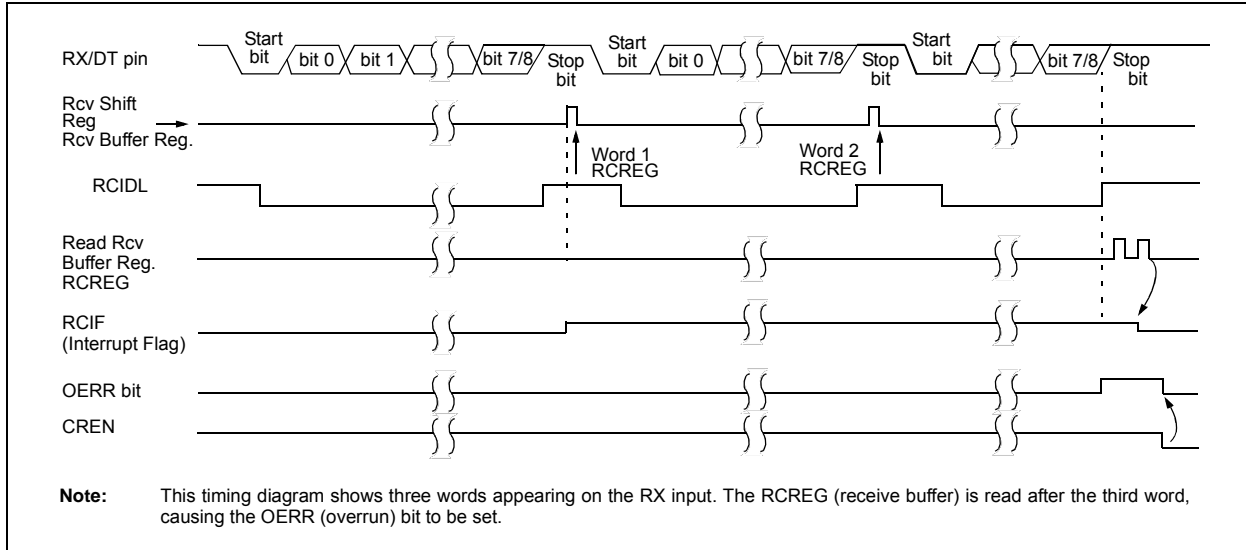 RX/DT pin
Start
bit
bit 0
bit 1
bit 7/8
Stop
bit
Start
bit
bit 0
bit 7/8
Stop
bit
Start
bit
bit 7/8
Stop
bit
Rcv Shift
Reg
Rcv Buffer Reg.
Word 1
RCREG
Word 2
RCREG
RCIDL
Read Rcv
Buffer Reg.
RCREG
RCIF
(Interrupt Flag)
OERR bit
CREN
Note: This timing diagram shows three words appearing on the RX input. The RCREG (receive buffer) is read after the third word,
causing the OERR (overrun) bit to be set.